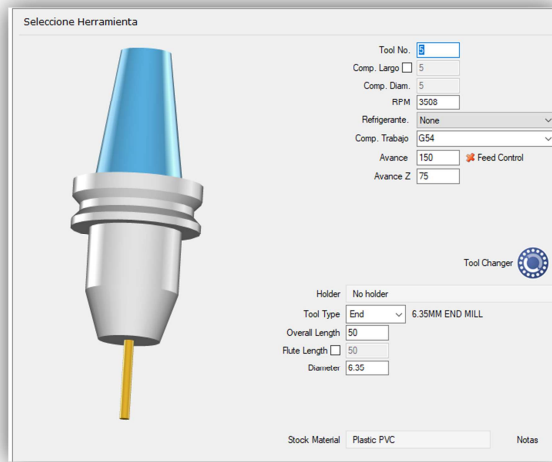 Seleccione Herramienta
Tool No. 5
Comp. Largo 5
Comp. Diam. 5
RPM 3508
Refrigerante. None
Comp. Trabajo G54
Avance 150 Feed Control
Avance Z 75
Tool Changer
Holder No holder
Tool Type End 6.35MM END MILL
Overall Length 50
Flute Length 50
Diameter 6.35
Stock Material Plastic PVC Notas